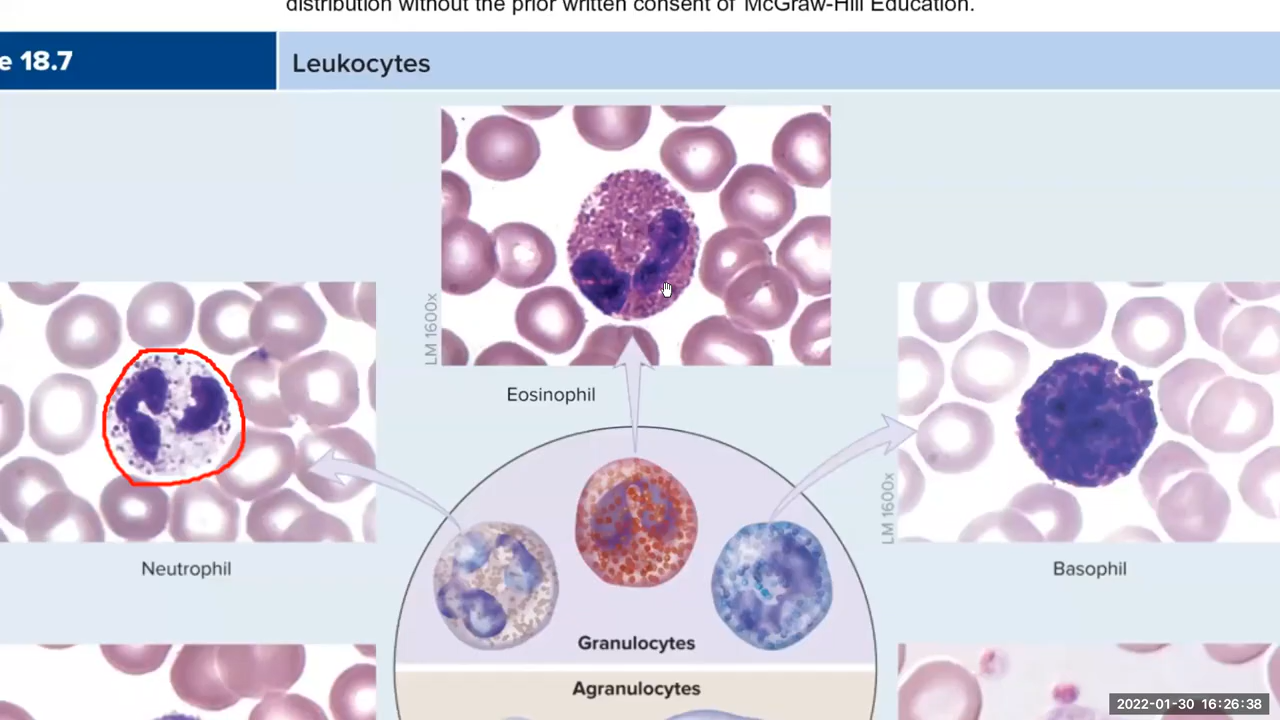 distribution without the prior written consent of McGraw-Hill Education.
e 18.7
Leukocytes
LM 1600x
Eosinophil
LM 1600x
Neutrophil
Basophil
Granulocytes
Agranulocytes
2022-01-30 16:26:38